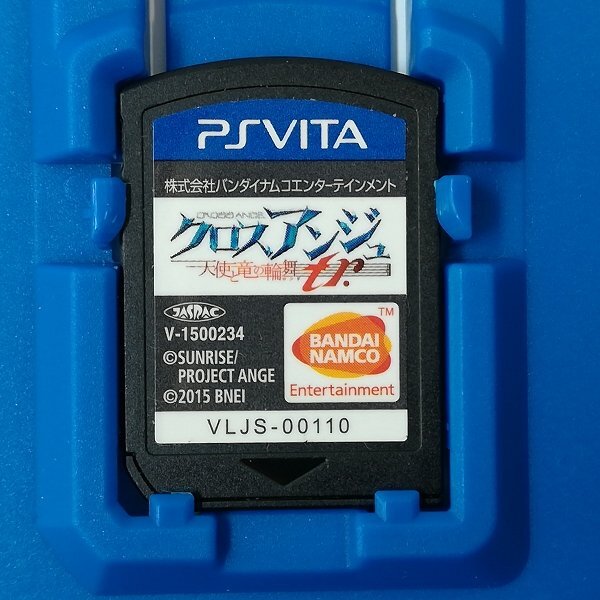 PSVITA
株式会社バンダイナムコエンターテインメント
CROSS ANGE
クロスアンジュ
天使と竜の輪舞 tr.
JASRAC
V-1500234
©SUNRISE/
PROJECT ANGE
©2015 BNEI
TM
BANDAI
NAMCO
Entertainment
VLJS-00110